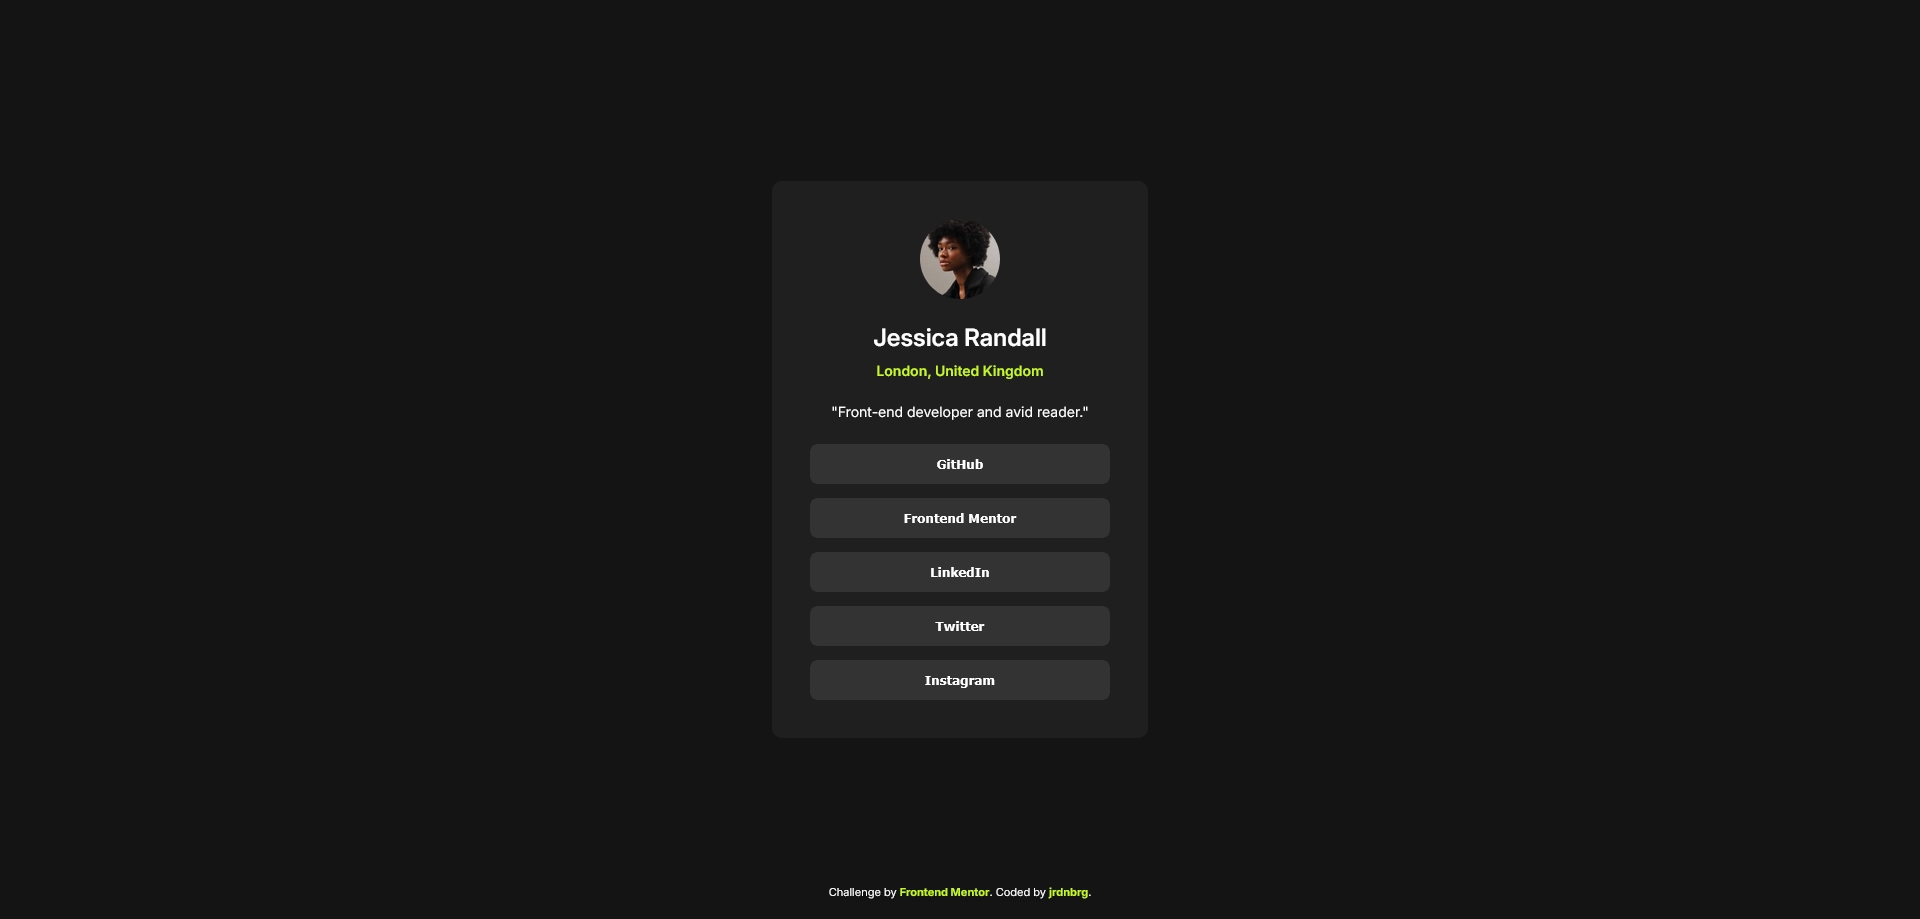 Jessica Randall
London, United Kingdom
"Front-end developer and avid reader."
GitHub
Frontend Mentor
LinkedIn
Twitter
Instagram
Challenge by Frontend Mentor. Coded by jrdnbrg.